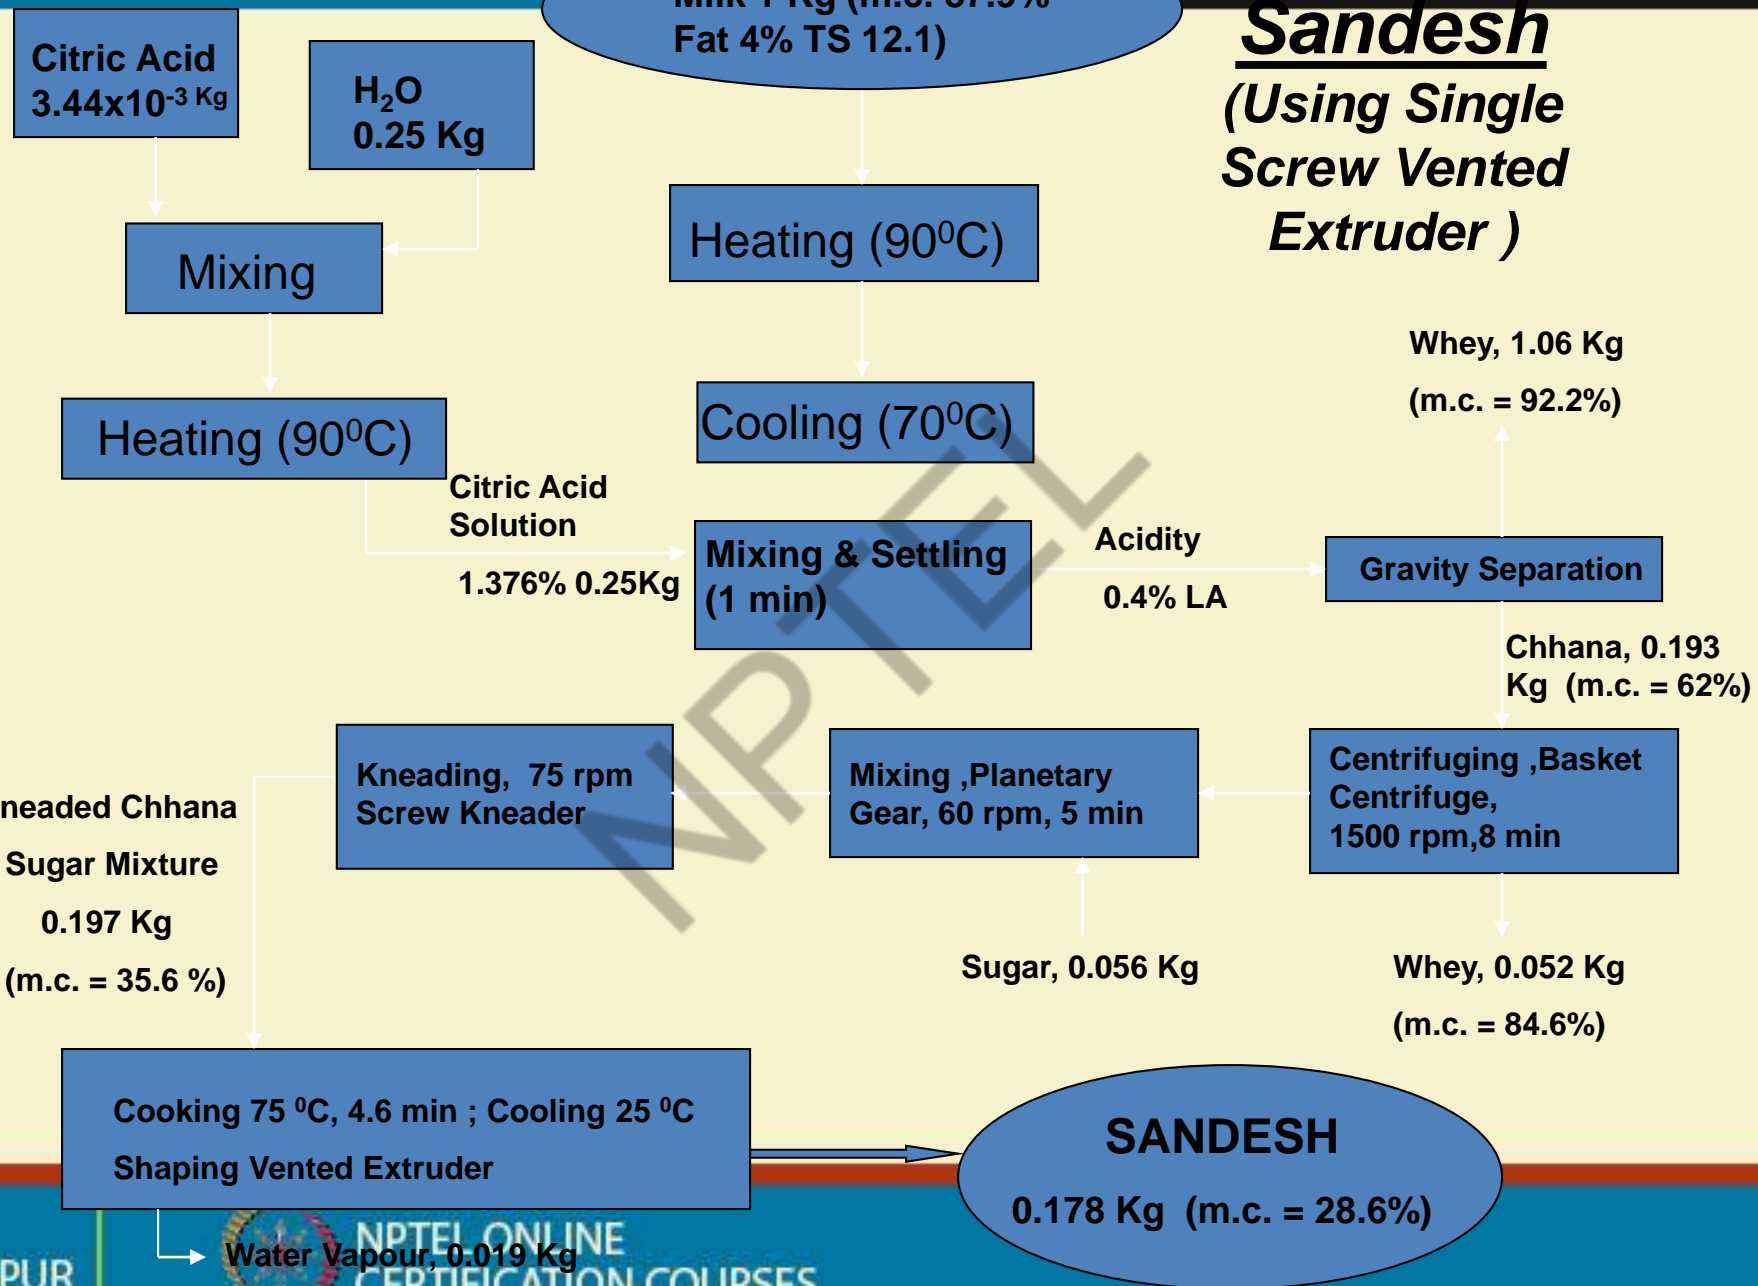 Fat 4% TS 12.1)
Sandesh
(Using Single
Screw Vented
Extruder )
Citric Acid
3.44x10-3 Kg
H2O
0.25 Kg
Mixing
Heating (90⁰C)
Heating (90⁰C)
Cooling (70⁰C)
Citric Acid
Solution
1.376% 0.25Kg
Mixing & Settling
(1 min)
Acidity
0.4% LA
Gravity Separation
Whey, 1.06 Kg
(m.c. = 92.2%)
Chhana, 0.193
Kg (m.c. = 62%)
Centrifuging ,Basket
Centrifuge,
1500 rpm,8 min
Whey, 0.052 Kg
(m.c. = 84.6%)
Mixing ,Planetary
Gear, 60 rpm, 5 min
Sugar, 0.056 Kg
Kneading, 75 rpm
Screw Kneader
neaded Chhana
Sugar Mixture
0.197 Kg
(m.c. = 35.6 %)
Cooking 75 ⁰C, 4.6 min ; Cooling 25 ⁰C
Shaping Vented Extruder
SANDESH
0.178 Kg (m.c. = 28.6%)
Water Vapour, 0.019 Kg
NPTEL
PUR
NPTEL ONLINE
CERTIFICATION COURSES